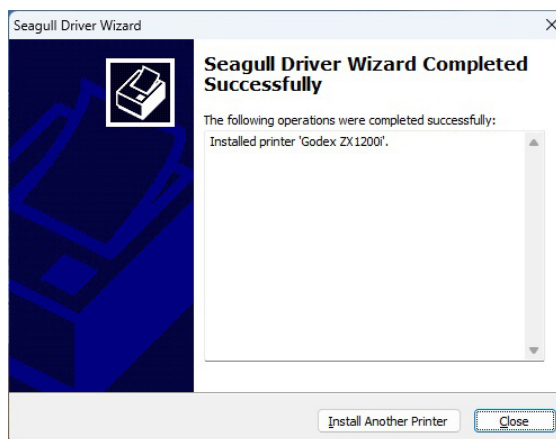 Seagull Driver Wizard
Seagull Driver Wizard Completed
Successfully
The following operations were completed successfully:
Installed printer 'Godex ZX1200i'.
Install Another Printer
Close